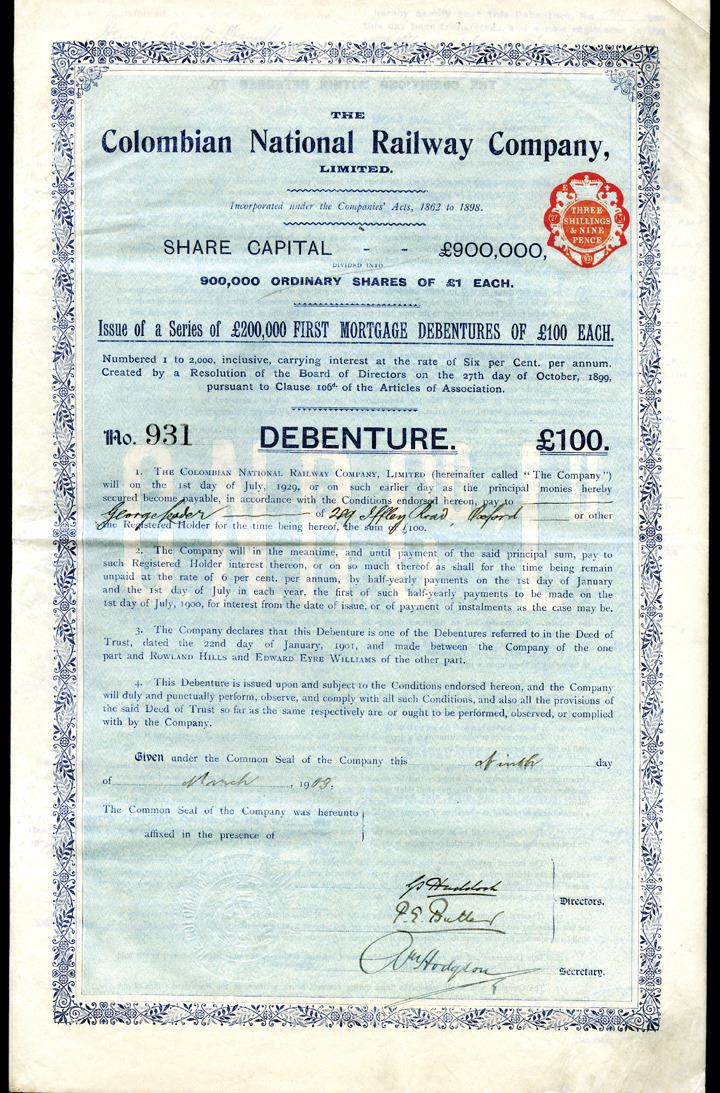 THE
Colombian National Railway Company,
LIMITED.
Incorporated under the Companies' Acts, 1862 to 1898.
THREE
SHILLINGS
& NINE
PENCE
SHARE CAPITAL - - £900,000,
DIVIDED INTO
900,000 ORDINARY SHARES OF £1 EACH.
Issue of a Series of £200,000 FIRST MORTGAGE DEBENTURES OF £100 EACH.
Numbered 1 to 2,000, inclusive, carrying interest at the rate of Six per Cent. per annum.
Created by a Resolution of the Board of Directors on the 27th day of October, 1899,
pursuant to Clause 106d. of the Articles of Association.
No. 931 DEBENTURE. £100.
1. THE COLOMBIAN NATIONAL RAILWAY COMPANY, LIMITED (hereinafter called "The Company")
will on the 1st day of July, 1929, or on such earlier day as the principal monies hereby
secured become payable, in accordance with the Conditions endorsed hereon, pay to
George of 289 Iffley Road, Oxford or other
the Registered Holder for the time being hereof, the sum of £100.
2. The Company will in the meantime, and until payment of the said principal sum, pay to
such Registered Holder interest thereon, or on so much thereof as shall for the time being remain
unpaid at the rate of 6 per cent. per annum, by half-yearly payments on the 1st day of January
and the 1st day of July in each year, the first of such half-yearly payments to be made on the
1st day of July, 1900, for interest from the date of issue, or of payment of instalments as the case may be.
3. The Company declares that this Debenture is one of the Debentures referred to in the Deed of
Trust, dated the 22nd day of January, 1901, and made between the Company of the one
part and ROWLAND HILLS and EDWARD EYRE WILLIAMS of the other part.
4. This Debenture is issued upon and subject to the Conditions endorsed hereon, and the Company
will duly and punctually perform, observe, and comply with all such Conditions, and also all the provisions of
the said Deed of Trust so far as the same respectively are or ought to be performed, observed, or complied
with by the Company.
Given under the Common Seal of the Company this Ninth day
of March, 1903.
The Common Seal of the Company was hereunto
affixed in the presence of
G Haddock
P. E. Butler
Directors.
Wm Hodgson
Secretary.